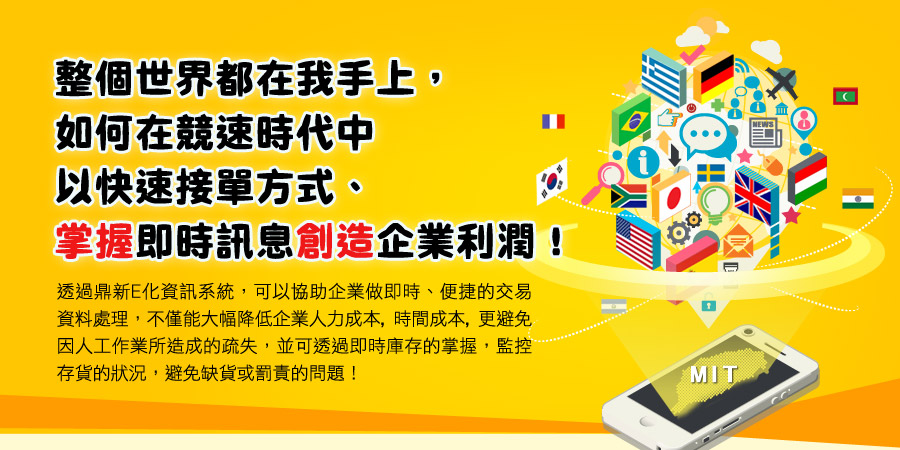 整個世界都在我手上，
如何在競速時代中
以快速接單方式、
掌握即時訊息創造企業利潤！
透過鼎新E化資訊系統，可以協助企業做即時、便捷的交易
資料處理，不僅能大幅降低企業人力成本, 時間成本, 更避免
因人工作業所造成的疏失，並可透過即時庫存的掌握，監控
存貨的狀況，避免缺貨或罰責的問題！
NEWS
MIT